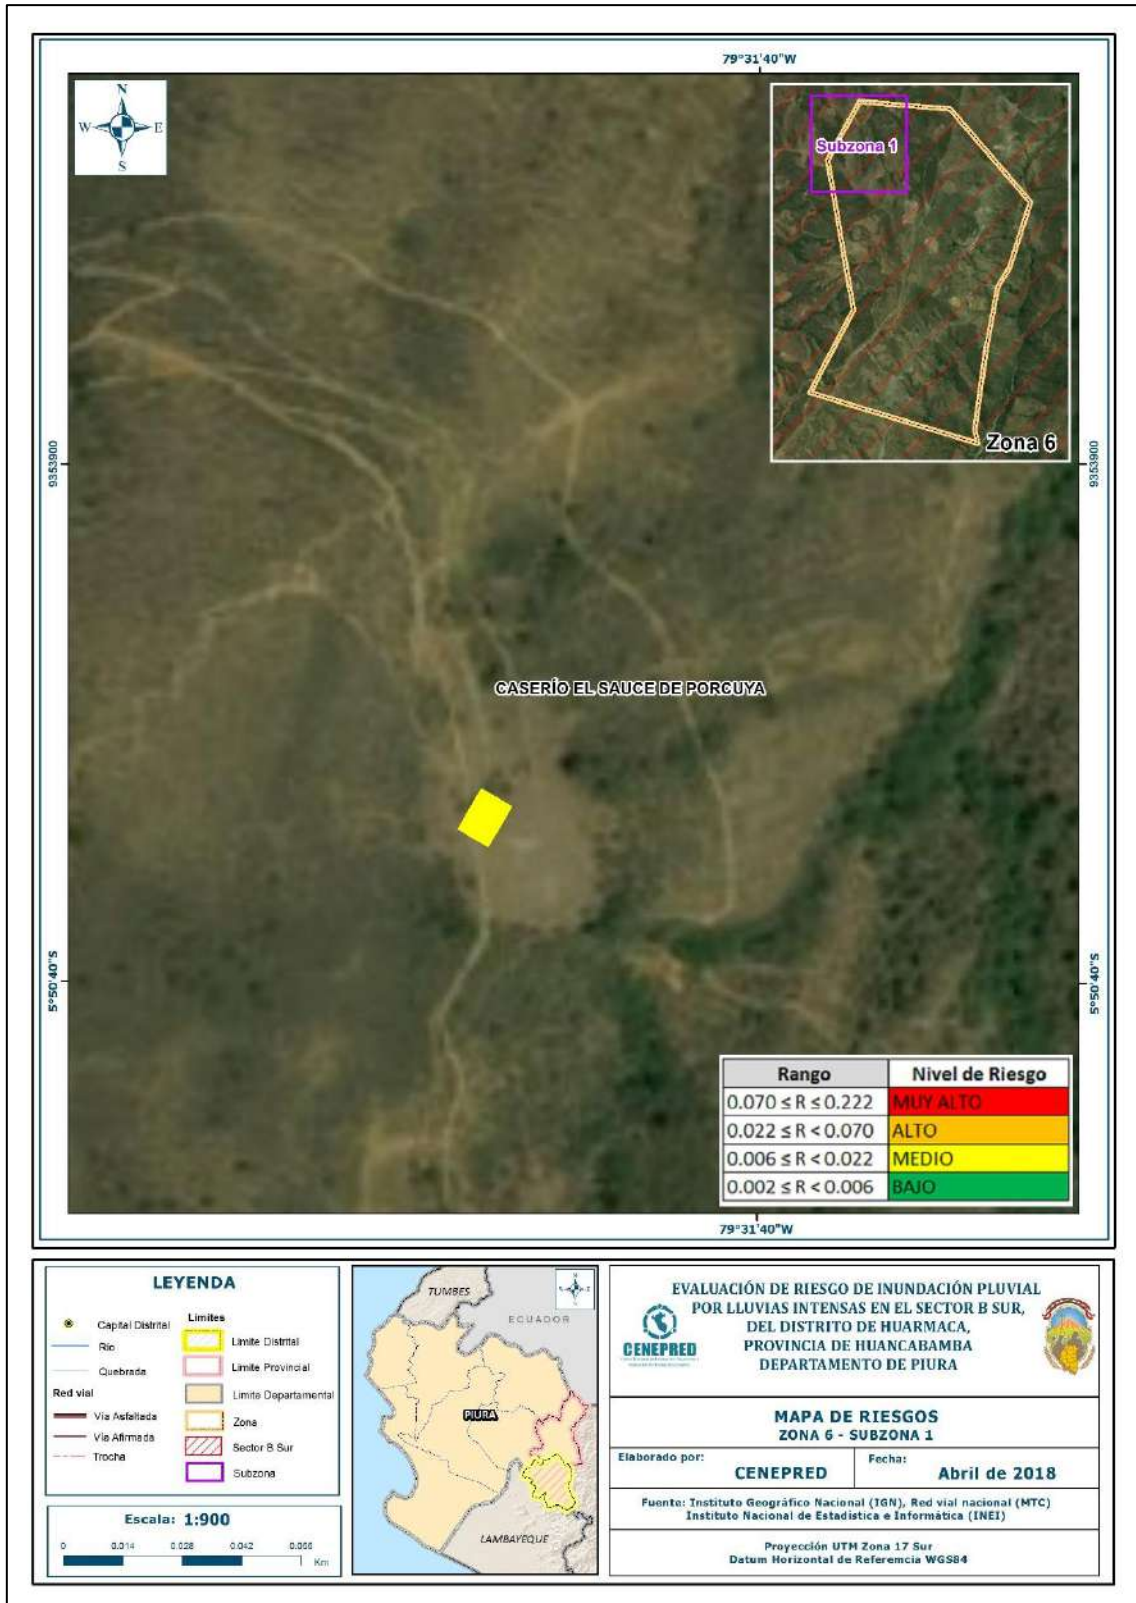 79°31'40"W
N
W
E
S
Subzona 1
Zona 6
9353900
9353900
CASERÍO EL SAUCE DE PORCUYA
5°50'40"S
5°50'40"S
Rango Nivel de Riesgo
0.070 ≤ R ≤ 0.222 MUY ALTO
0.022 ≤ R < 0.070 ALTO
0.006 ≤ R < 0.022 MEDIO
0.002 ≤ R < 0.006 BAJO
79°31'40"W
LEYENDA
Capital Distrital
Río
Quebrada
Red vial
Vía Asfaltada
Vía Afirmada
Trocha
Límites
Limite Distrital
Limite Provincial
Limite Departamental
Zona
Sector B Sur
Subzona
Escala: 1:900
0 0.014 0.028 0.042 0.056
Km
TUMBES
ECUADOR
PIURA
LAMBAYEQUE
EVALUACIÓN DE RIESGO DE INUNDACIÓN PLUVIAL
POR LLUVIAS INTENSAS EN EL SECTOR B SUR,
DEL DISTRITO DE HUARMACA,
PROVINCIA DE HUANCABAMBA
DEPARTAMENTO DE PIURA
CENEPRED
MAPA DE RIESGOS
ZONA 6 - SUBZONA 1
Elaborado por:
CENEPRED
Fecha:
Abril de 2018
Fuente: Instituto Geográfico Nacional (IGN), Red vial nacional (MTC)
Instituto Nacional de Estadística e Informática (INEI)
Proyección UTM Zona 17 Sur
Datum Horizontal de Referencia WGS84